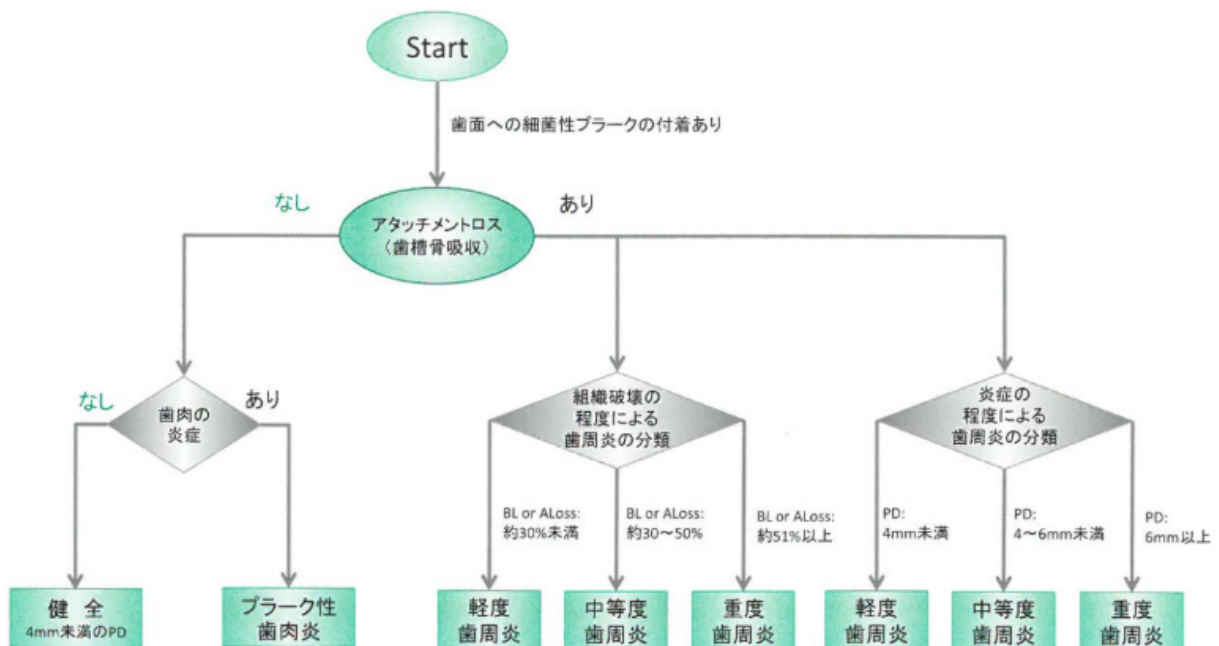 Start
歯面への細菌性プラークの付着あり
なし
あり
アタッチメントロス
（歯槽骨吸収）
なし
あり
歯肉の
炎症
組織破壊の
程度による
歯周炎の分類
炎症の
程度による
歯周炎の分類
BL or ALoss:
約30%未満
BL or ALoss:
約30～50%
BL or ALoss:
約51%以上
PD:
4mm未満
PD:
4～6mm未満
PD:
6mm以上
健 全
4mm未満のPD
プラーク性
歯肉炎
軽度
歯周炎
中等度
歯周炎
重度
歯周炎
軽度
歯周炎
中等度
歯周炎
重度
歯周炎